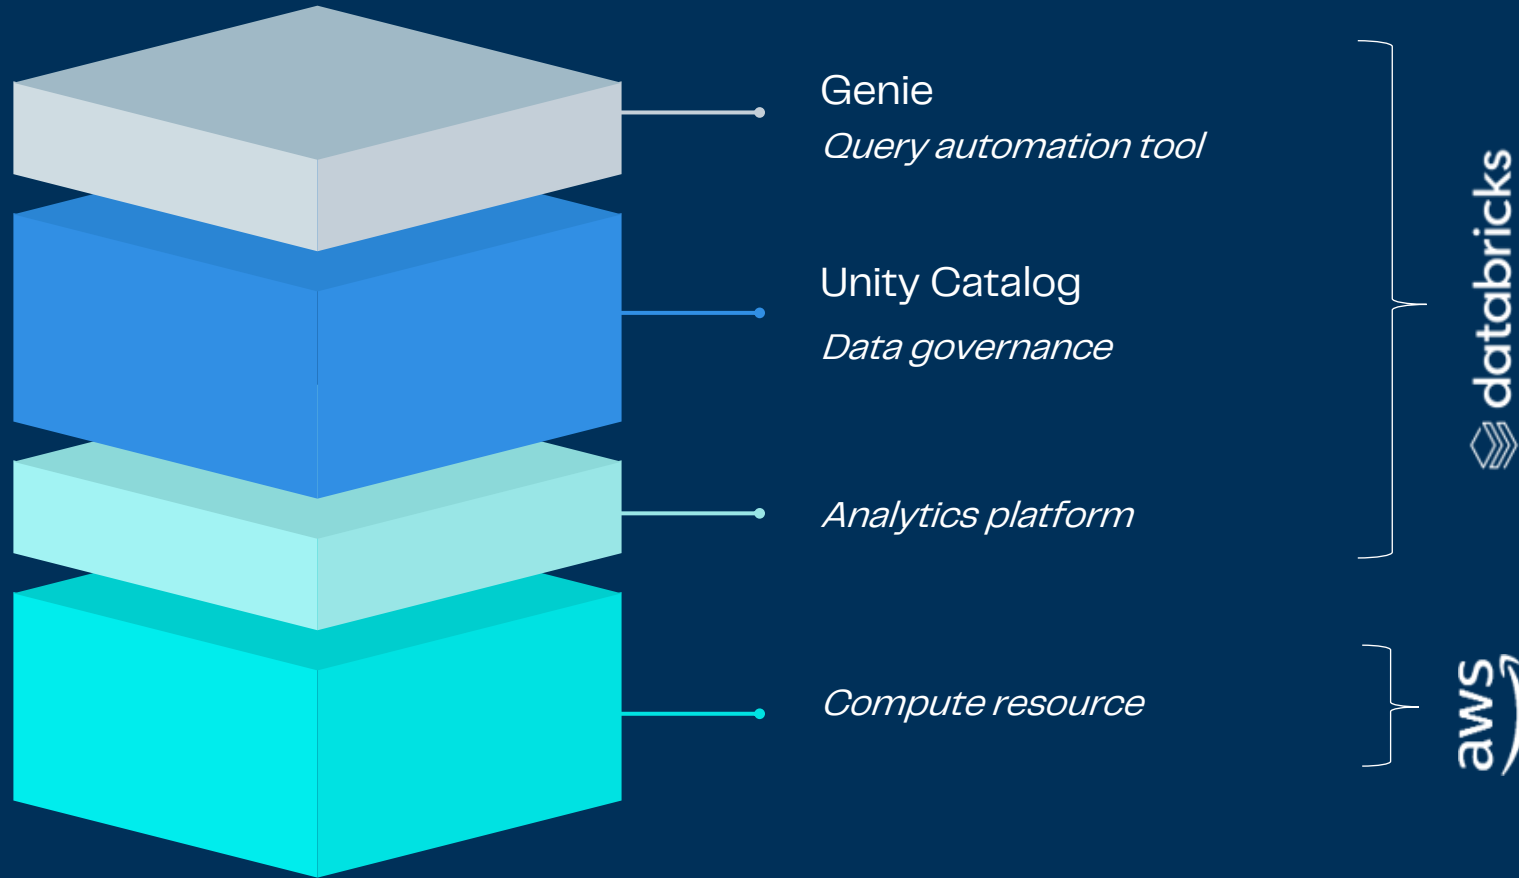 Genie
Query automation tool
Unity Catalog
Data governance
Analytics platform
Compute resource
databricks
aws